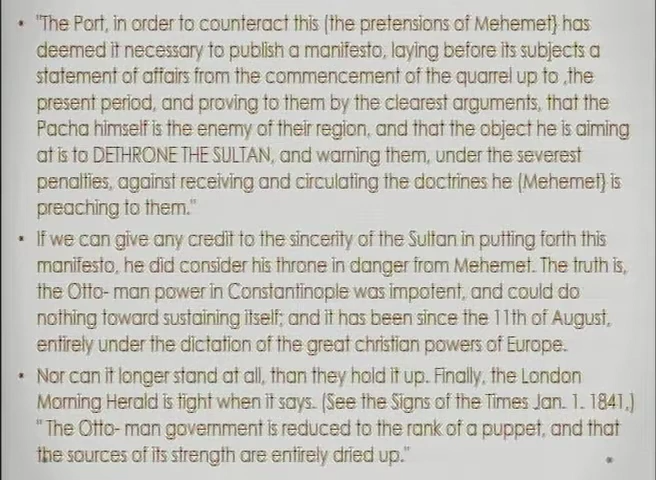 • "The Port, in order to counteract this (the pretensions of Mehemet} has
deemed it necessary to publish a manifesto, laying before its subjects a
statement of affairs from the commencement of the quarrel up to ,the
present period, and proving to them by the clearest arguments, that the
Pacha himself is the enemy of their region, and that the object he is aiming
at is to DETHRONE THE SULTAN, and warning them, under the severest
penalties, against receiving and circulating the doctrines he (Mehemet} is
preaching to them."
• If we can give any credit to the sincerity of the Sultan in putting forth this
manifesto, he did consider his throne in danger from Mehemet. The truth is,
the Otto- man power in Constantinople was impotent, and could do
nothing toward sustaining itself; and it has been since the 11th of August,
entirely under the dictation of the great christian powers of Europe.
• Nor can it longer stand at all, than they hold it up. Finally, the London
Morning Herald is tight when it says. (See the Signs of the Times Jan. 1. 1841,)
" The Otto- man government is reduced to the rank of a puppet, and that
the sources of its strength are entirely dried up."